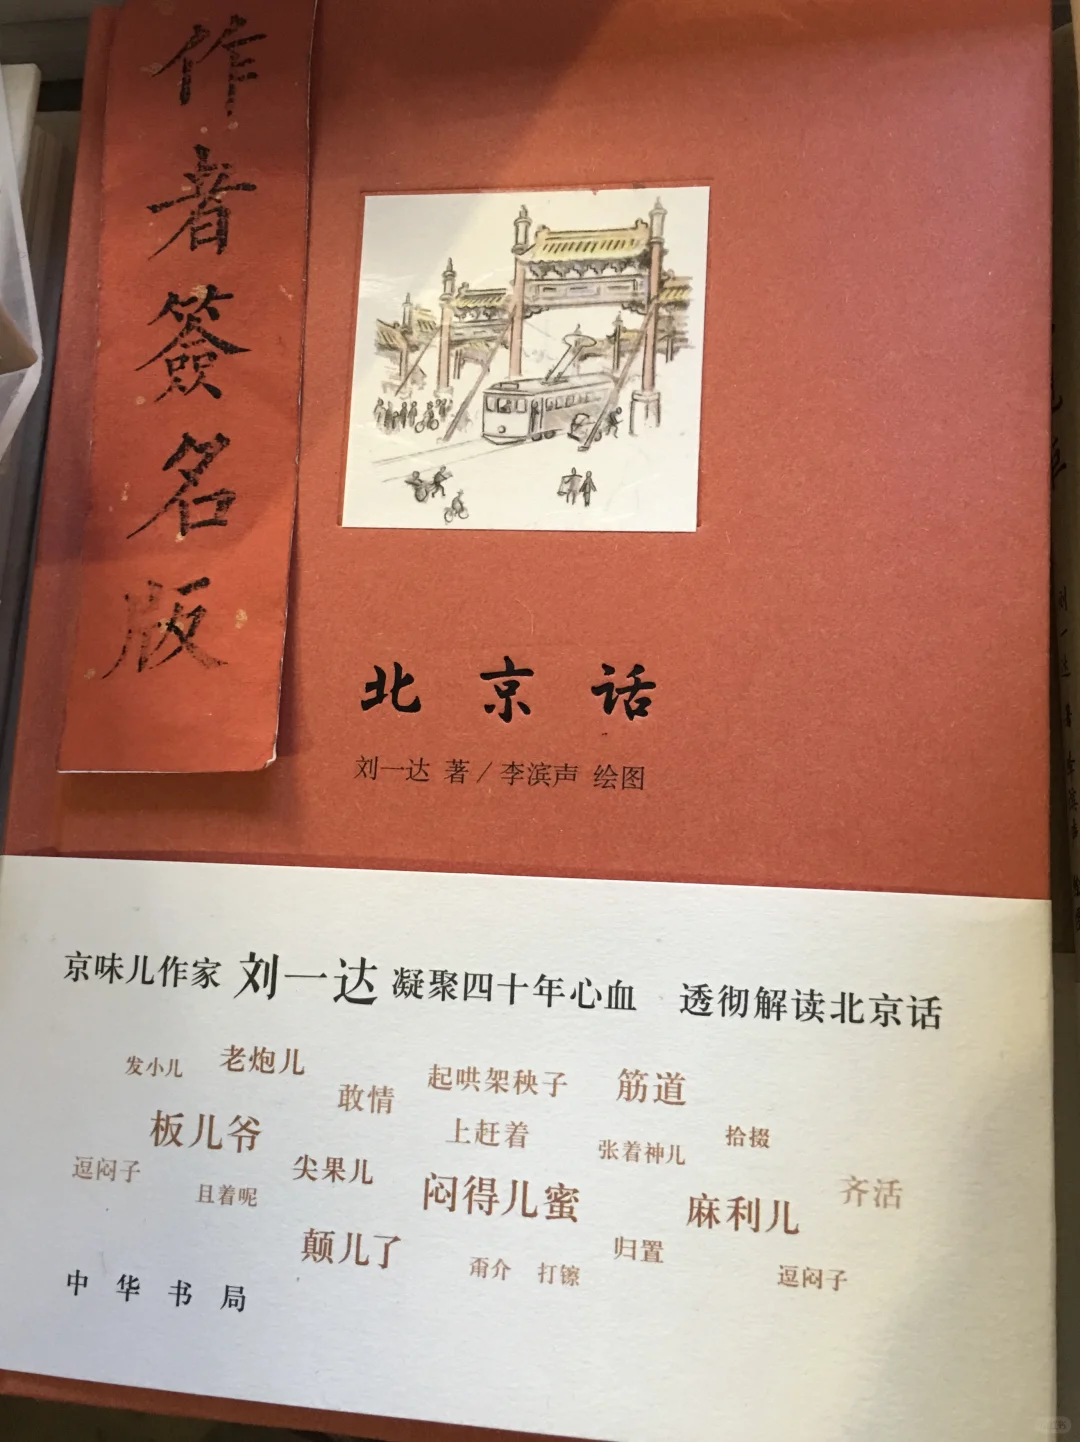 作者簽名版
北京话
刘一达 著/李滨声 绘图
京味儿作家 刘一达 凝聚四十年心血 透彻解读北京话
发小儿 老炮儿 敢情 起哄架秧子 筋道
板儿爷 上赶着 张着神儿 拾掇
逗闷子 且着呢 尖果儿 闷得儿蜜 麻利儿 齐活
颠儿了 甭介 打镲 归置 逗闷子
中华书局